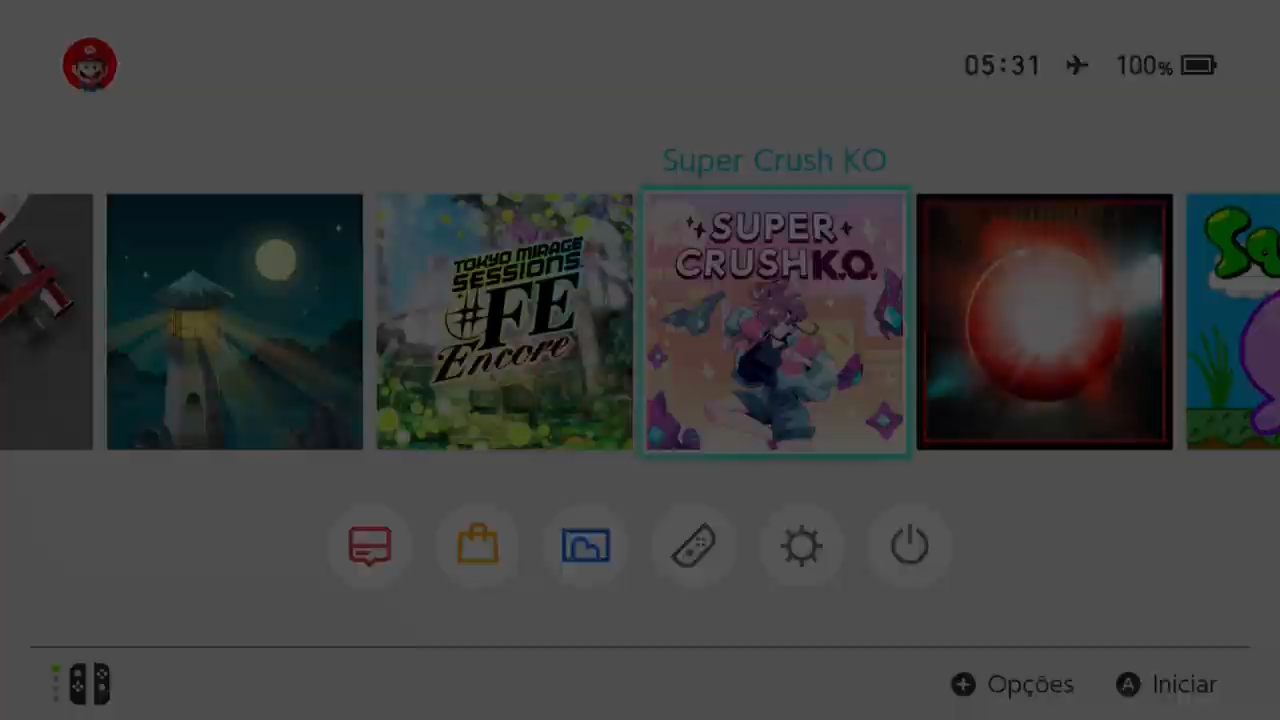 05:31
100%
Super Crush KO
TOKYO MIRAGE
SESSIONS
#FE
Encore
SUPER
CRUSH K.O.
Opções
Iniciar